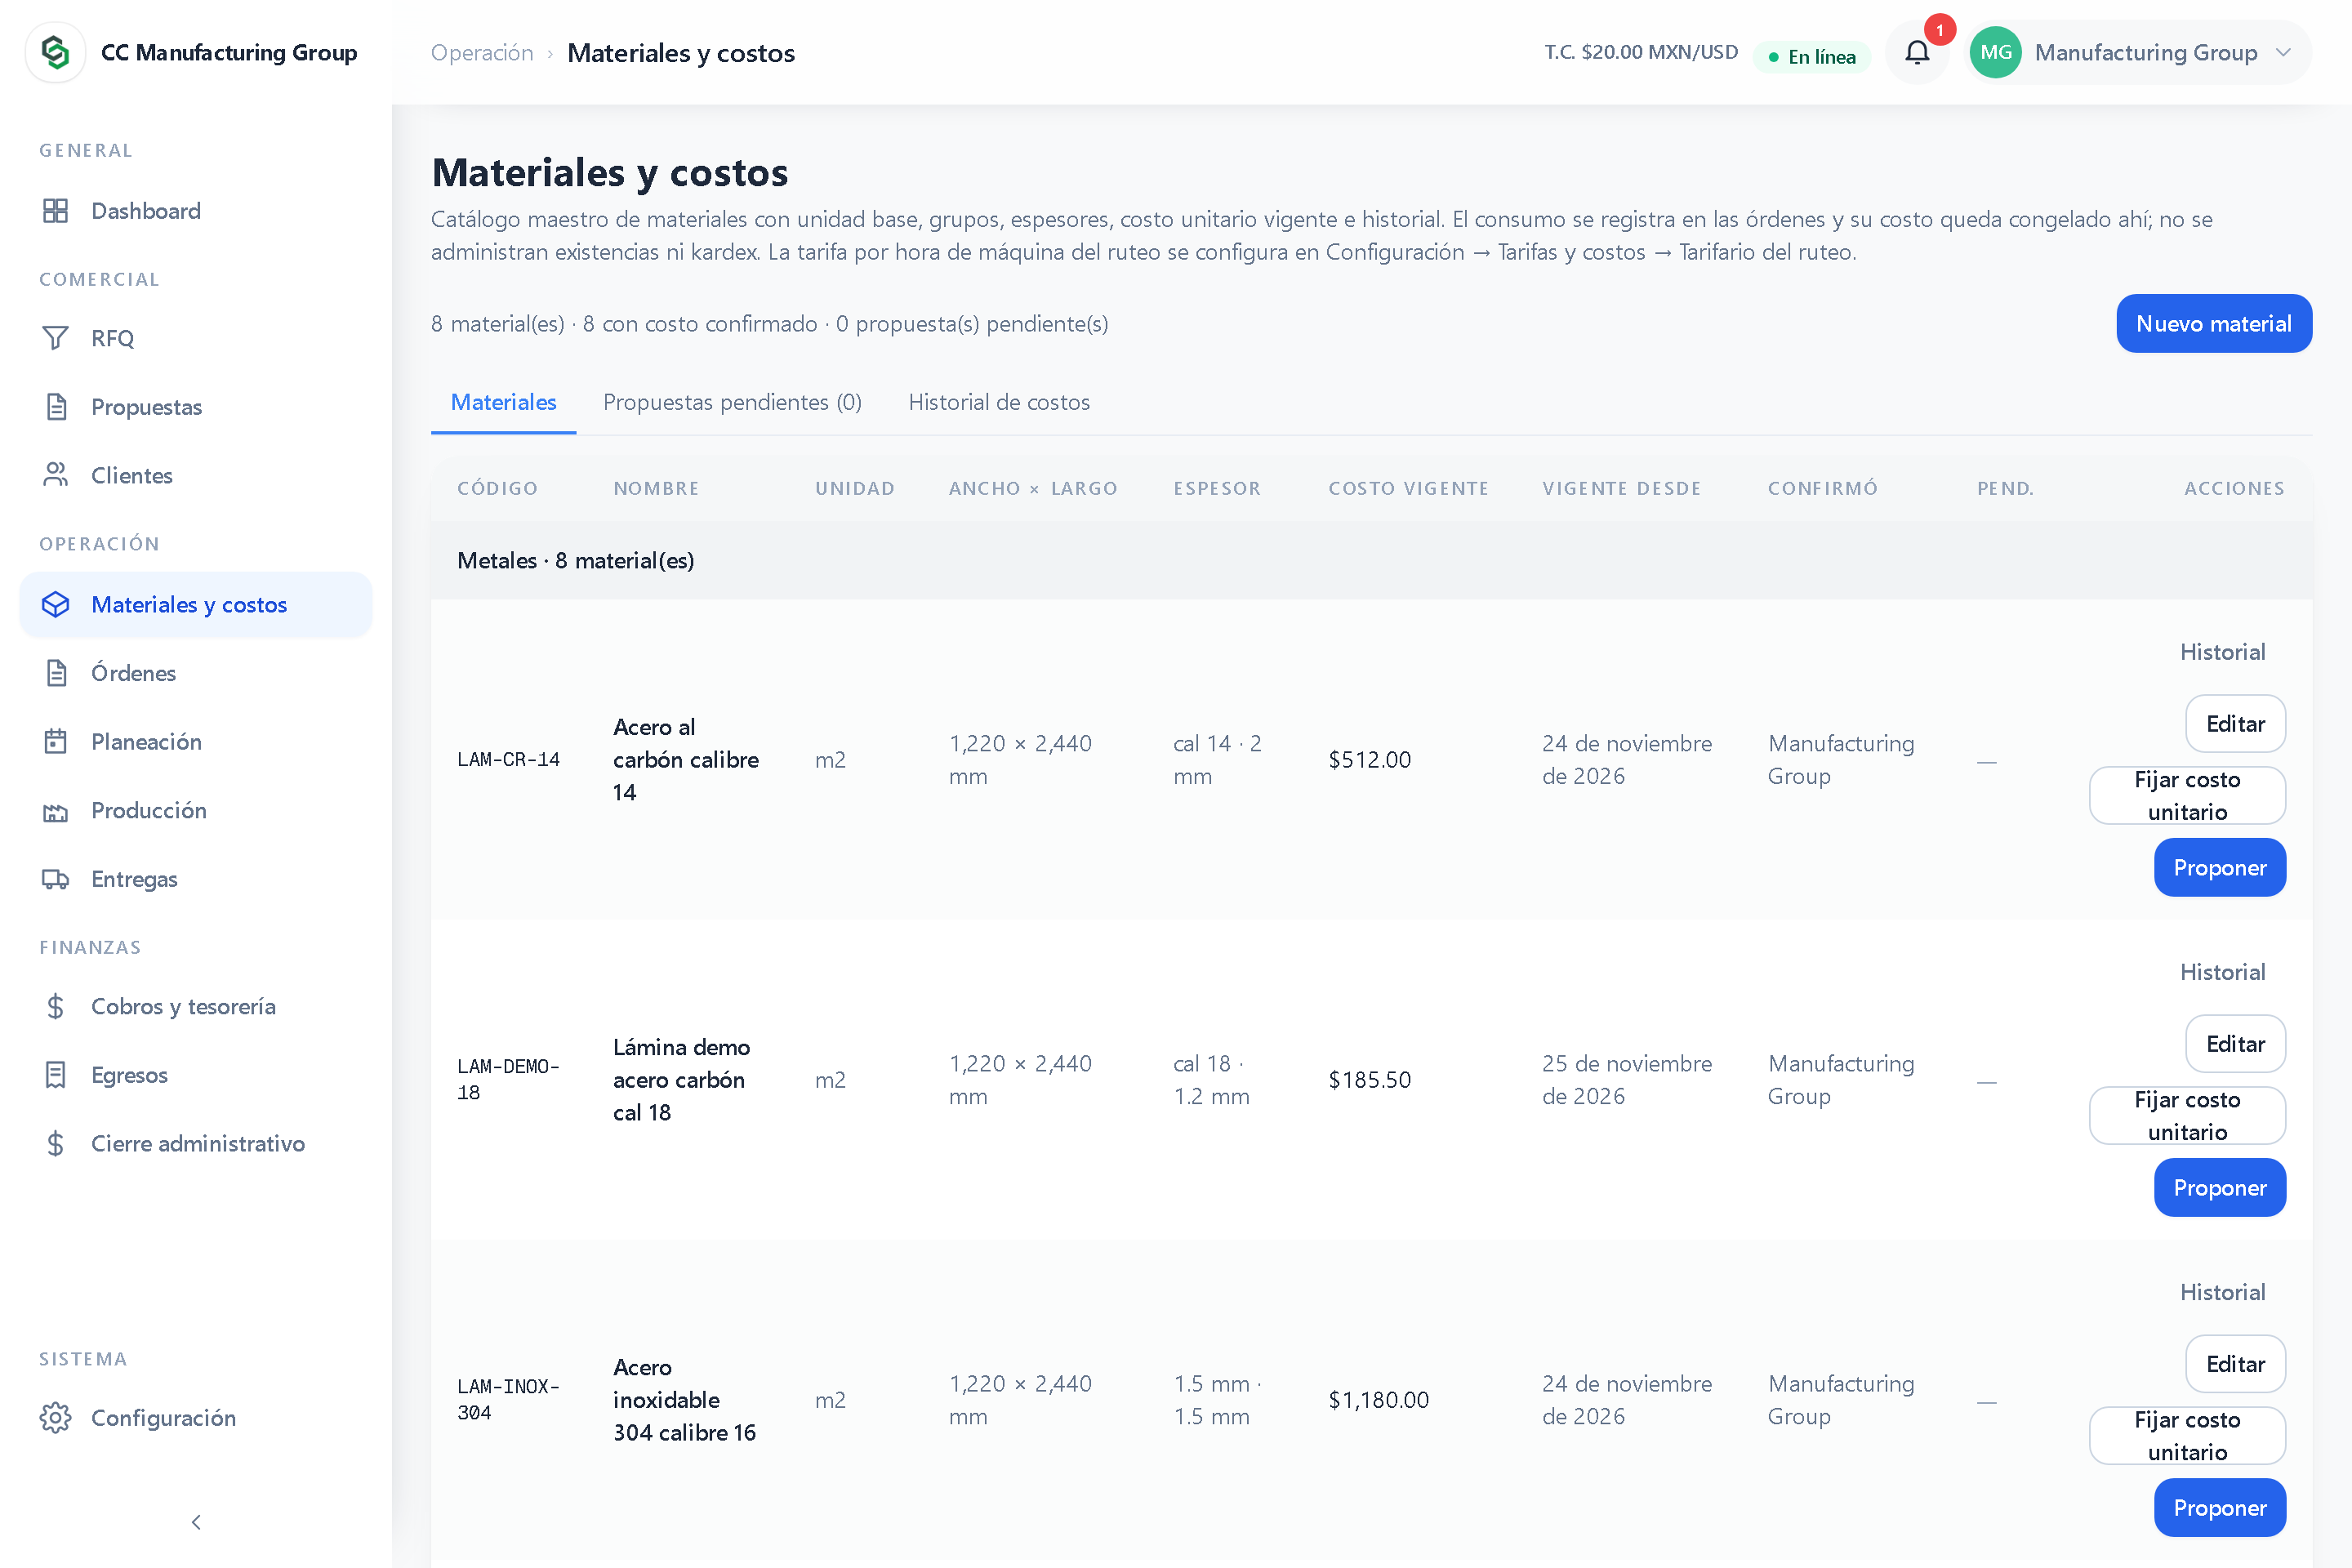 CC Manufacturing Group
Operación › Materiales y costos
T.C. $20.00 MXN/USD
En línea
1
MG
Manufacturing Group
GENERAL
Dashboard
COMERCIAL
RFQ
Propuestas
Clientes
OPERACIÓN
Materiales y costos
Órdenes
Planeación
Producción
Entregas
FINANZAS
Cobros y tesorería
Egresos
Cierre administrativo
SISTEMA
Configuración
Materiales y costos
Catálogo maestro de materiales con unidad base, grupos, espesores, costo unitario vigente e historial. El consumo se registra en las órdenes y su costo queda congelado ahí; no se
administran existencias ni kardex. La tarifa por hora de máquina del ruteo se configura en Configuración → Tarifas y costos → Tarifario del ruteo.
8 material(es) · 8 con costo confirmado · 0 propuesta(s) pendiente(s)
Nuevo material
Materiales
Propuestas pendientes (0)
Historial de costos
CÓDIGO NOMBRE UNIDAD ANCHO × LARGO ESPESOR COSTO VIGENTE VIGENTE DESDE CONFIRMÓ PEND. ACCIONES
Metales · 8 material(es)
LAM-CR-14
Acero al
carbón calibre
14
m2
1,220 × 2,440
mm
cal 14 · 2
mm
$512.00
24 de noviembre
de 2026
Manufacturing
Group
—
Historial
Editar
Fijar costo
unitario
Proponer
LAM-DEMO-
18
Lámina demo
acero carbón
cal 18
m2
1,220 × 2,440
mm
cal 18 ·
1.2 mm
$185.50
25 de noviembre
de 2026
Manufacturing
Group
—
Historial
Editar
Fijar costo
unitario
Proponer
LAM-INOX-
304
Acero
inoxidable
304 calibre 16
m2
1,220 × 2,440
mm
1.5 mm ·
1.5 mm
$1,180.00
24 de noviembre
de 2026
Manufacturing
Group
—
Historial
Editar
Fijar costo
unitario
Proponer